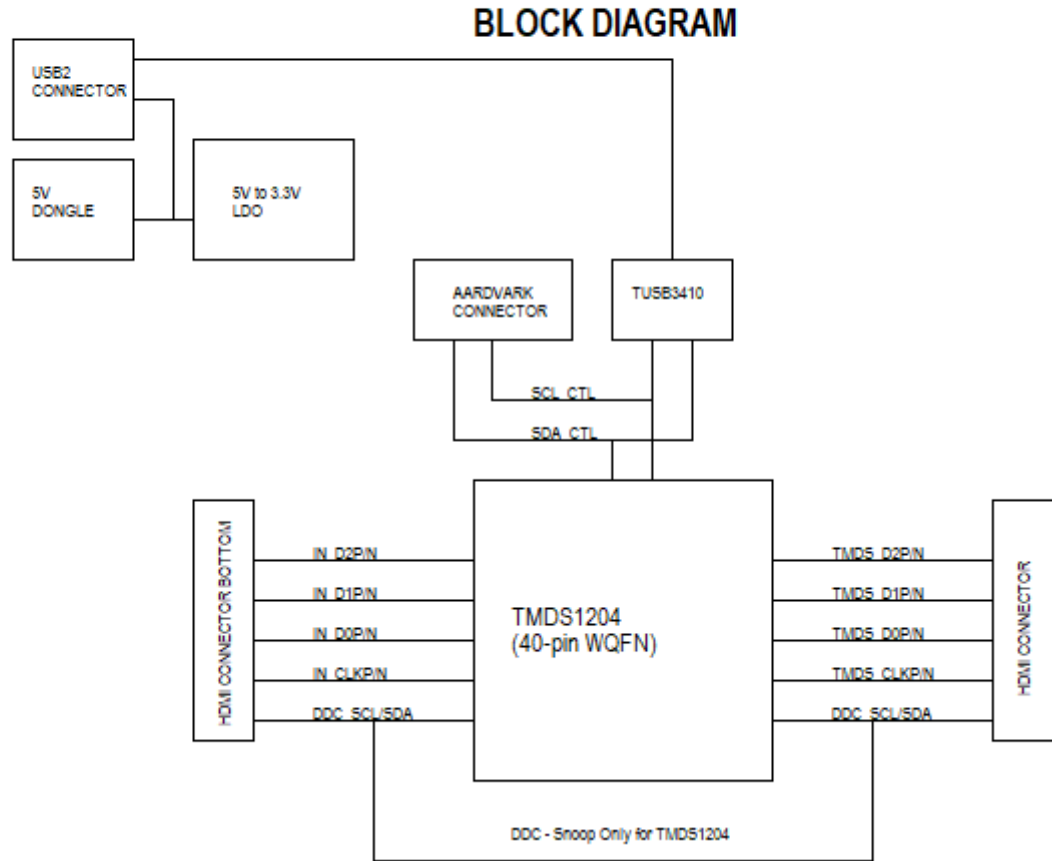 BLOCK DIAGRAM
USB2
CONNECTOR
5V
DONGLE
5V to 3.3V
LDO
AARDVARK
CONNECTOR
TUSB3410
SCL_CTL
SDA_CTL
HDMI CONNECTOR BOTTOM
IN_D2P/N
IN_D1P/N
IN_D0P/N
IN_CLKP/N
DDC_SCL/SDA
TMDS1204
(40-pin WQFN)
TMDS_D2P/N
TMDS_D1P/N
TMDS_D0P/N
TMDS_CLKP/N
DDC_SCL/SDA
HDMI CONNECTOR
DDC - Snoop Only for TMDS1204